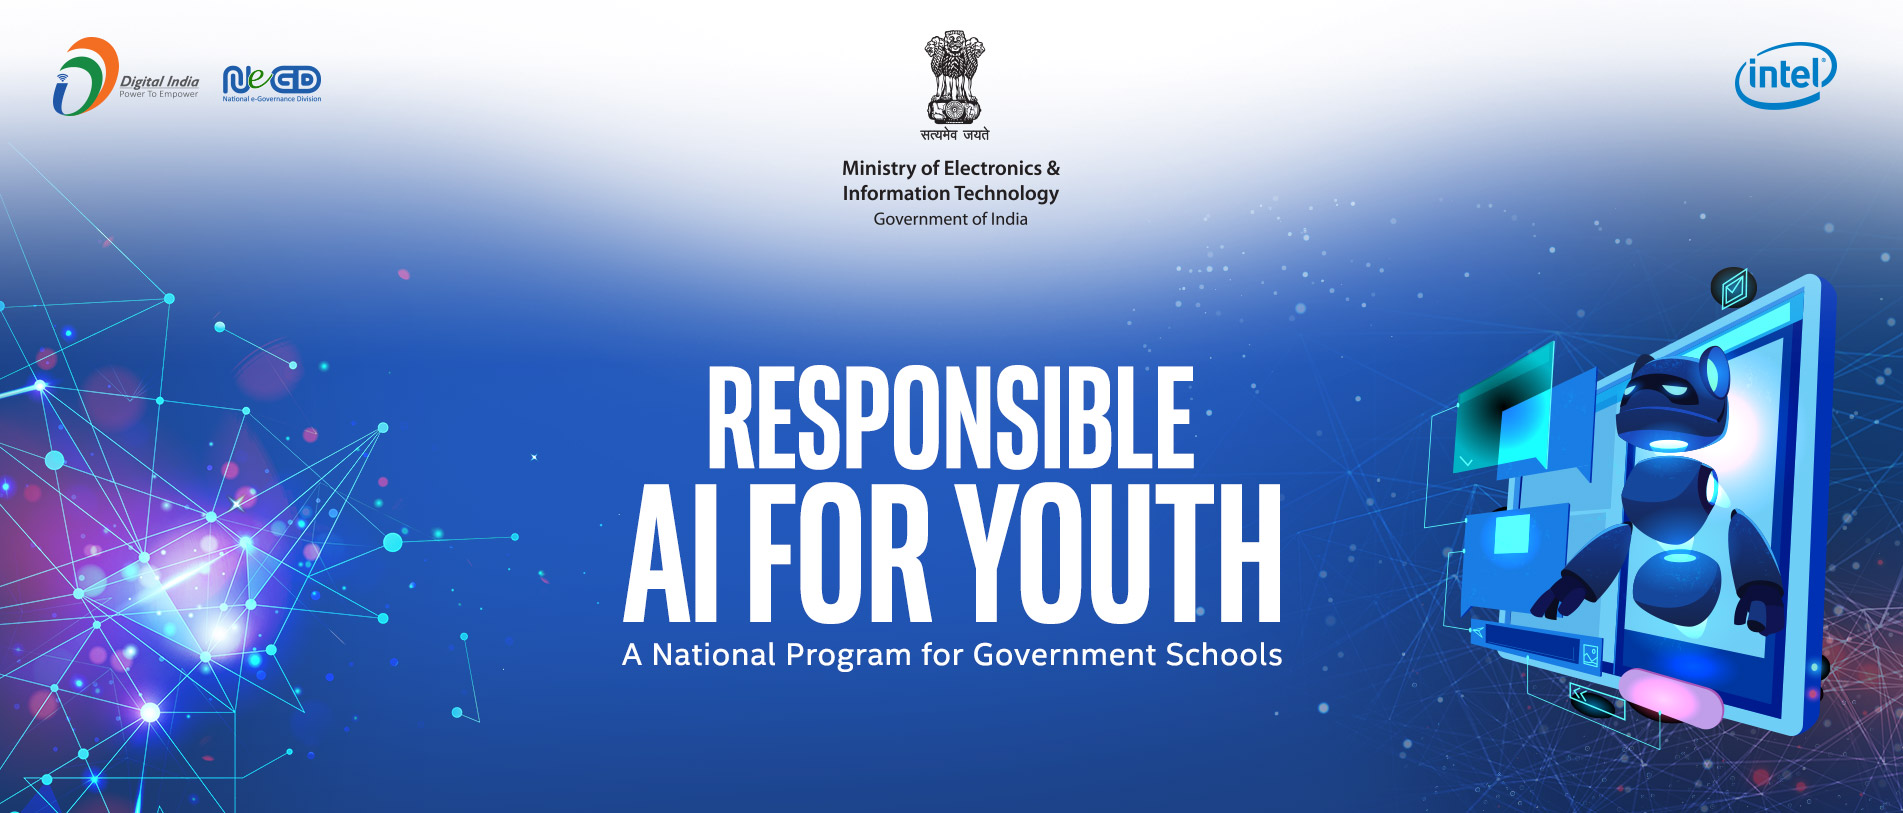 Digital India
Power To Empower
NeGD
National e-Governance Division
सत्यमेव जयते
Ministry of Electronics &
Information Technology
Government of India
intel®
RESPONSIBLE
AI FOR YOUTH
A National Program for Government Schools